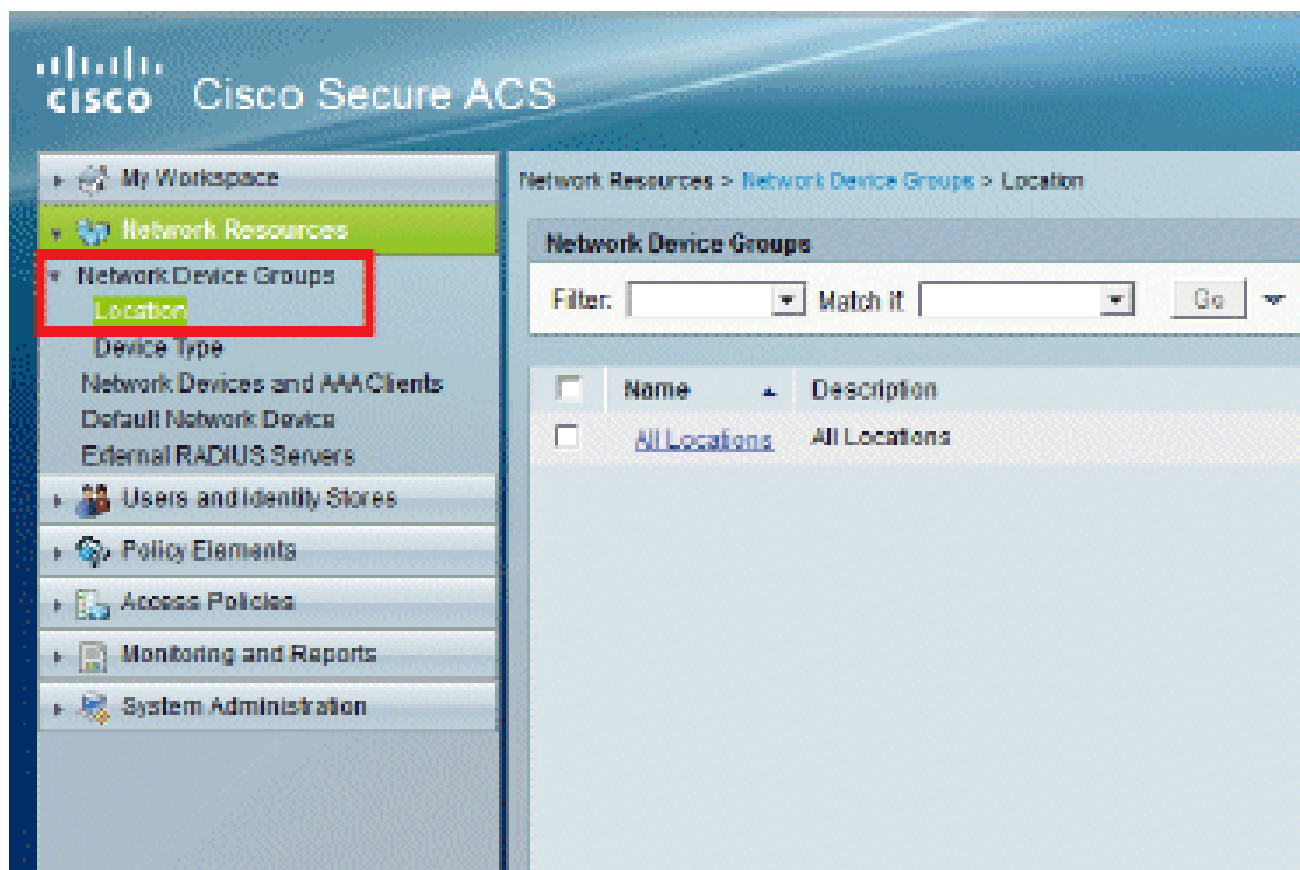 CISCO Cisco Secure ACS
My Workspace
Network Resources
Network Device Groups
Location
Device Type
Network Devices and AAA Clients
Default Network Device
External RADIUS Servers
Users and Identity Stores
Policy Elements
Access Policies
Monitoring and Reports
System Administration
Network Resources > Network Device Groups > Location
Network Device Groups
Filter: Match if Go
Name Description
All Locations All Locations